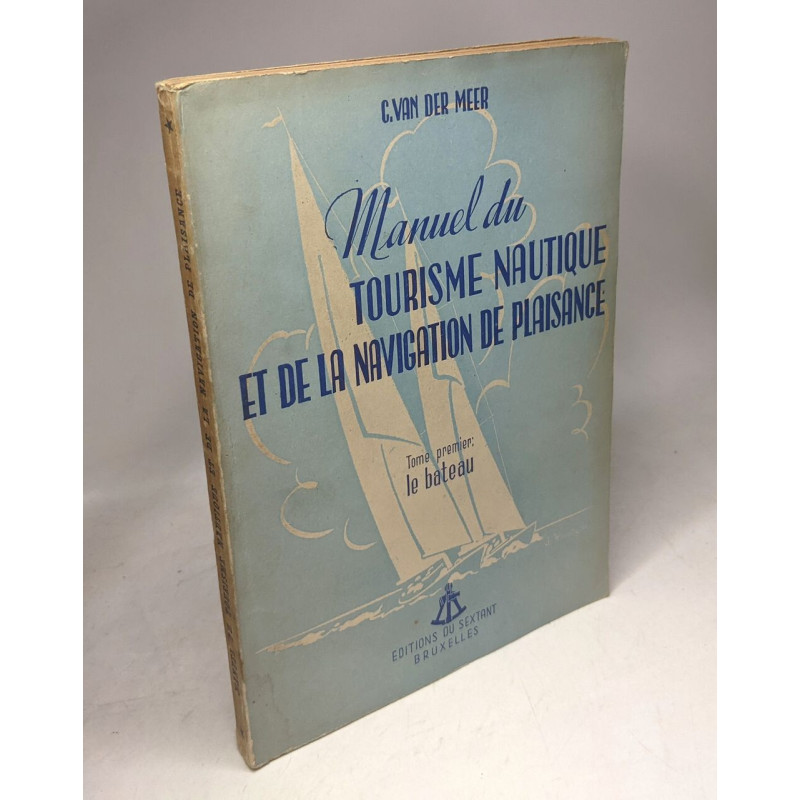 C. VAN DER MEER
Manuel du
TOURISME NAUTIQUE
ET DE LA NAVIGATION DE PLAISANCE
Tome premier:
le bateau
EDITIONS DU SEXTANT
BRUXELLES